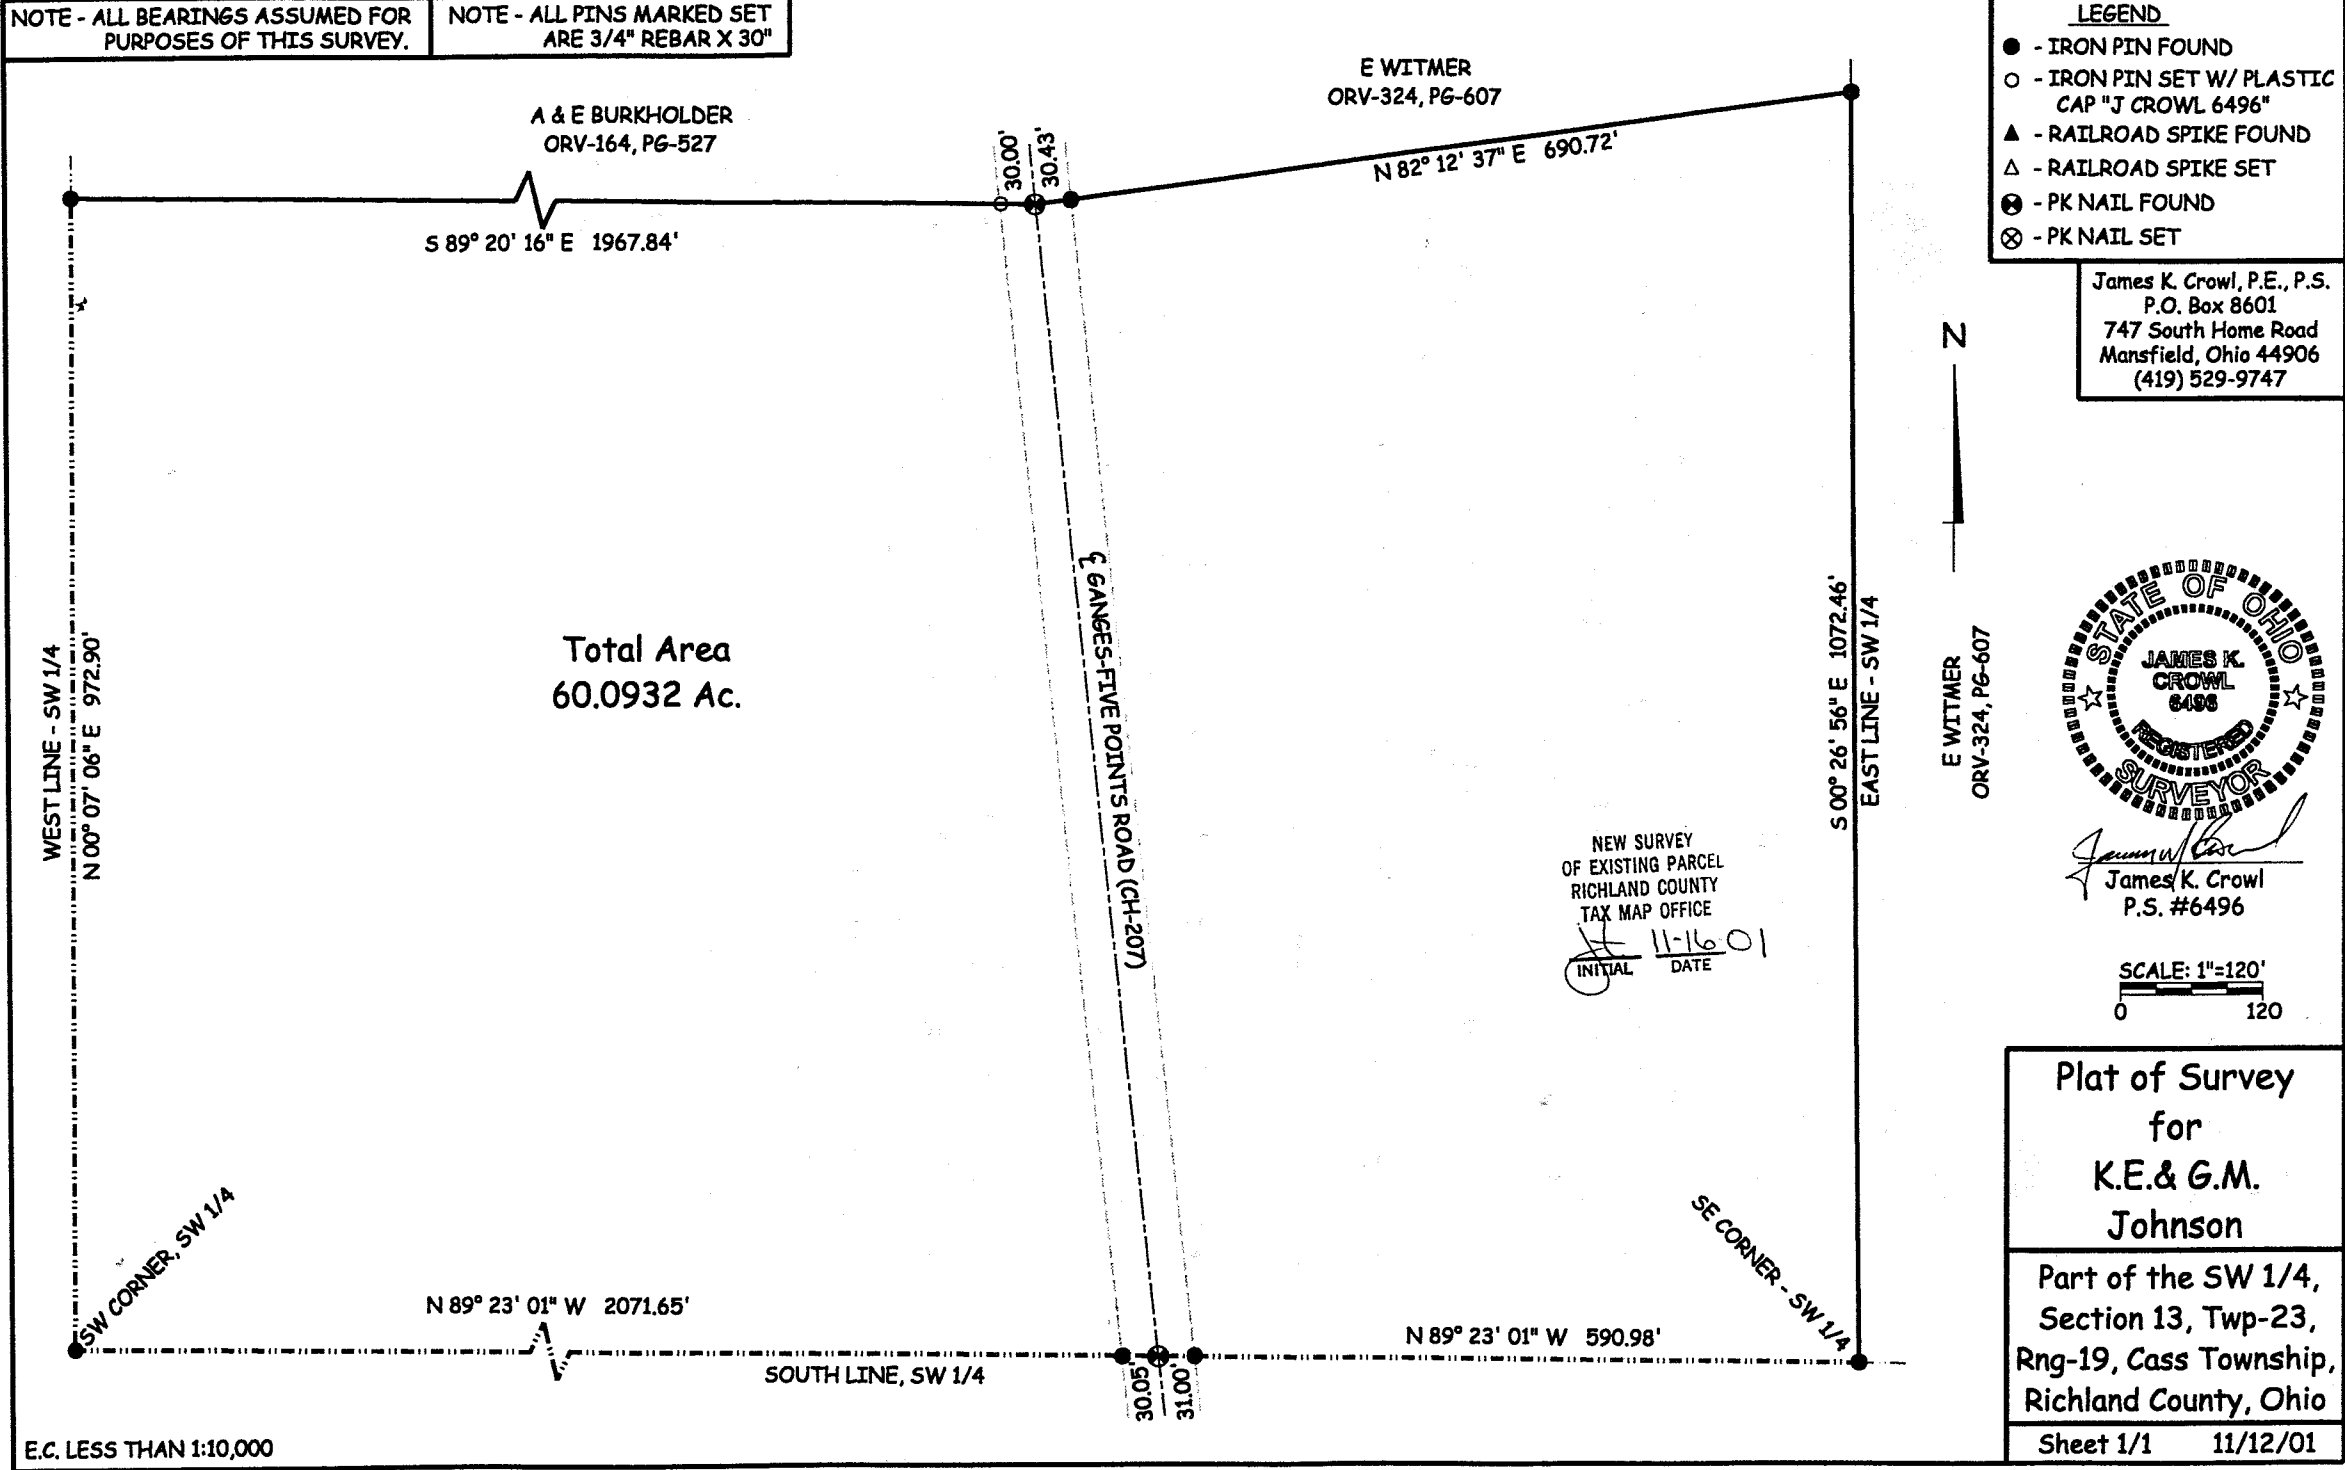 NOTE - ALL BEARINGS ASSUMED FOR
PURPOSES OF THIS SURVEY.
NOTE - ALL PINS MARKED SET
ARE 3/4" REBAR X 30"
LEGEND
- IRON PIN FOUND
- IRON PIN SET W/ PLASTIC
CAP "J CROWL 6496"
- RAILROAD SPIKE FOUND
- RAILROAD SPIKE SET
- PK NAIL FOUND
- PK NAIL SET
James K. Crowl, P.E., P.S.
P.O. Box 8601
747 South Home Road
Mansfield, Ohio 44906
(419) 529-9747
A & E BURKHOLDER
ORV-164, PG-527
S 89° 20' 16" E 1967.84'
30.00'
30.43'
E WITMER
ORV-324, PG-607
N 82° 12' 37" E 690.72'
N
WEST LINE - SW 1/4
N 00° 07' 06" E 972.90'
Total Area
60.0932 Ac.
℄ GANGES-FIVE POINTS ROAD (CH-207)
S 00° 26' 56" E 1072.46'
EAST LINE - SW 1/4
E WITMER
ORV-324, PG-607
STATE OF OHIO
JAMES K.
CROWL
6496
REGISTERED
SURVEYOR
James K. Crowl
P.S. #6496
NEW SURVEY
OF EXISTING PARCEL
RICHLAND COUNTY
TAX MAP OFFICE
11-16-01
INITIAL DATE
SCALE: 1"=120'
0 120
SW CORNER, SW 1/4
N 89° 23' 01" W 2071.65'
SOUTH LINE, SW 1/4
30.05'
31.00'
N 89° 23' 01" W 590.98'
SE CORNER - SW 1/4
Plat of Survey
for
K.E.& G.M.
Johnson
Part of the SW 1/4,
Section 13, Twp-23,
Rng-19, Cass Township,
Richland County, Ohio
Sheet 1/1 11/12/01
E.C. LESS THAN 1:10,000